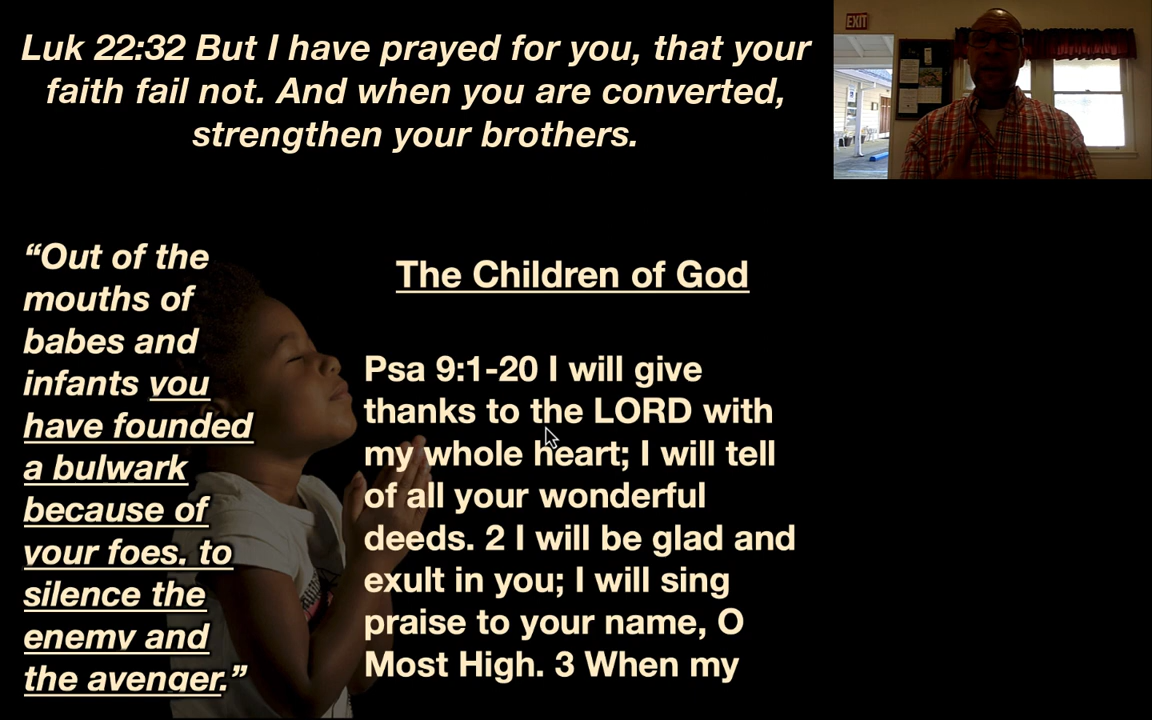 Luk 22:32 But I have prayed for you, that your
faith fail not. And when you are converted,
strengthen your brothers.
EXIT
“Out of the
mouths of
babes and
infants you
have founded
a bulwark
because of
your foes, to
silence the
enemy and
the avenger.”
The Children of God
Psa 9:1-20 I will give
thanks to the LORD with
my whole heart; I will tell
of all your wonderful
deeds. 2 I will be glad and
exult in you; I will sing
praise to your name, O
Most High. 3 When my